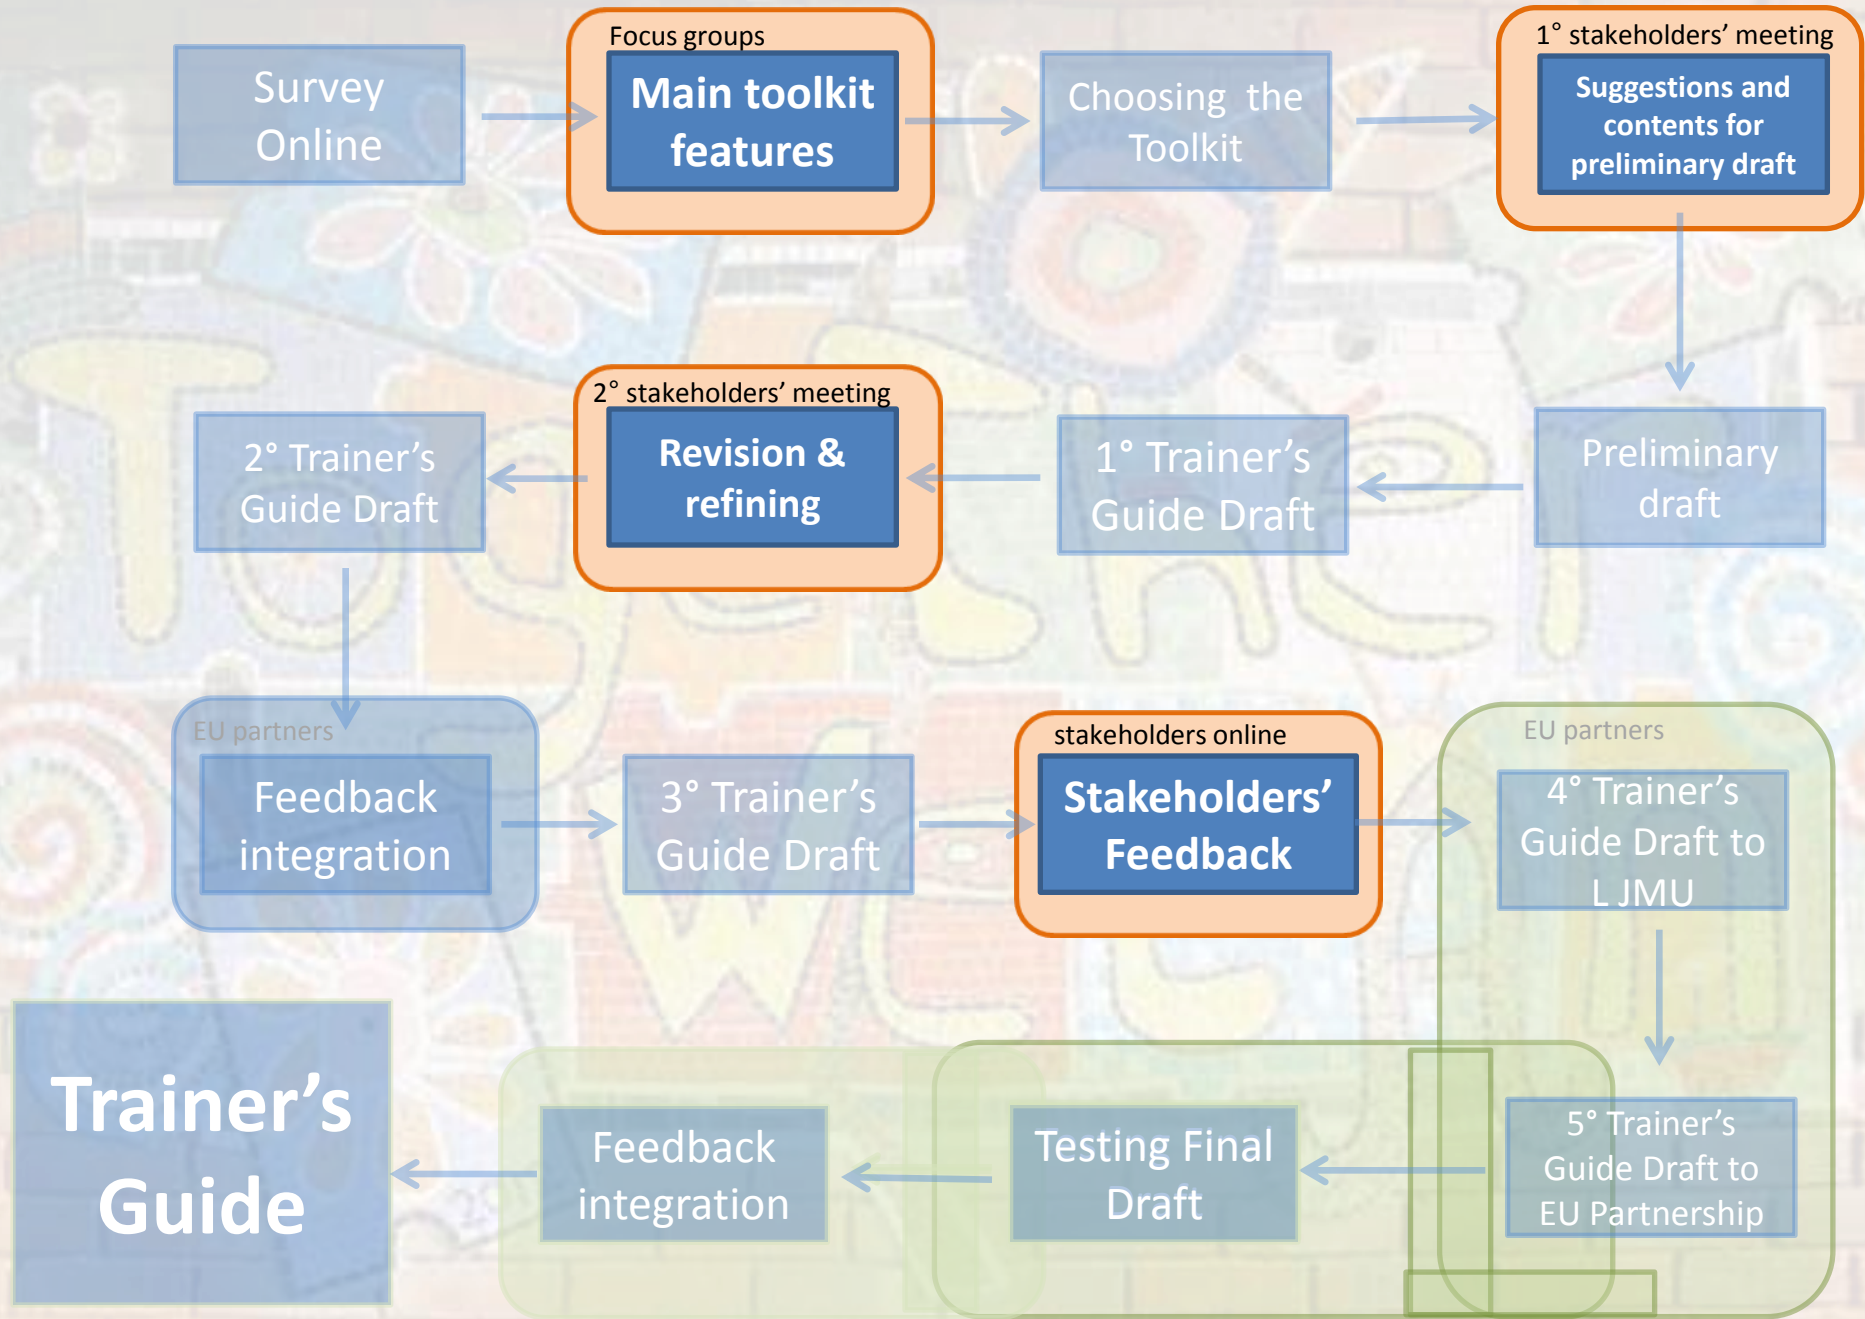 Survey
Online
Focus groups
Main toolkit
features
Choosing the
Toolkit
1° stakeholders’ meeting
Suggestions and
contents for
preliminary draft
2° Trainer’s
Guide Draft
2° stakeholders’ meeting
Revision &
refining
1° Trainer’s
Guide Draft
Preliminary
draft
EU partners
Feedback
integration
3° Trainer’s
Guide Draft
stakeholders online
Stakeholders’
Feedback
EU partners
4° Trainer’s
Guide Draft to
L JMU
Trainer’s
Guide
Feedback
integration
Testing Final
Draft
5° Trainer’s
Guide Draft to
EU Partnership
Together